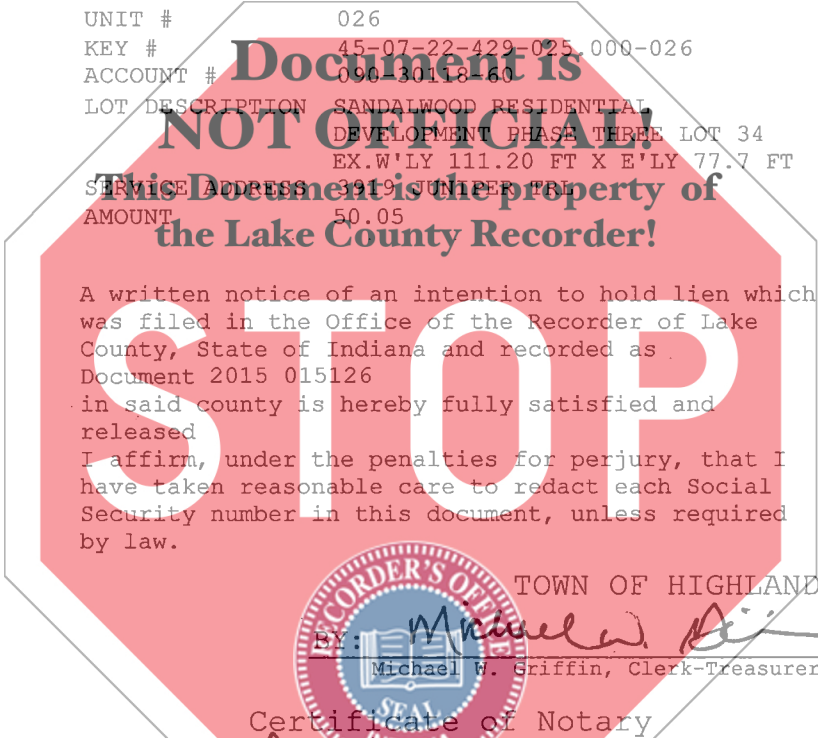 UNIT # 026
KEY # 45-07-22-429-025.000-026
Document is
ACCOUNT # 090-30118-60
LOT DESCRIPTION SANDALWOOD RESIDENTIAL
NOT OFFICIAL!
DEVELOPMENT PHASE THREE LOT 34
EX.W'LY 111.20 FT X E'LY 77.7 FT
This Document is the property of
SERVICE ADDRESS 3919 JUNIPER TRL
AMOUNT 50.05
the Lake County Recorder!
A written notice of an intention to hold lien which
was filed in the Office of the Recorder of Lake
County, State of Indiana and recorded as
Document 2015 015126
in said county is hereby fully satisfied and
released
STOP
I affirm, under the penalties for perjury, that I
have taken reasonable care to redact each Social
Security number in this document, unless required
by law.
RECORDER'S OFFICE
TOWN OF HIGHLAND
BY: Michael W.
Michael W. Griffin, Clerk-Treasurer
SEAL
Certificate of Notary